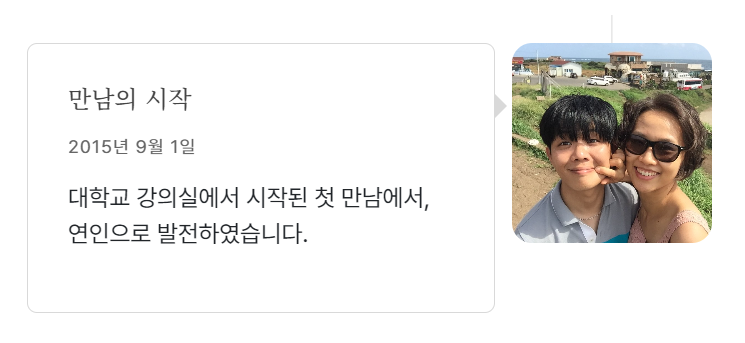 만남의 시작
2015년 9월 1일
대학교 강의실에서 시작된 첫 만남에서,
연인으로 발전하였습니다.